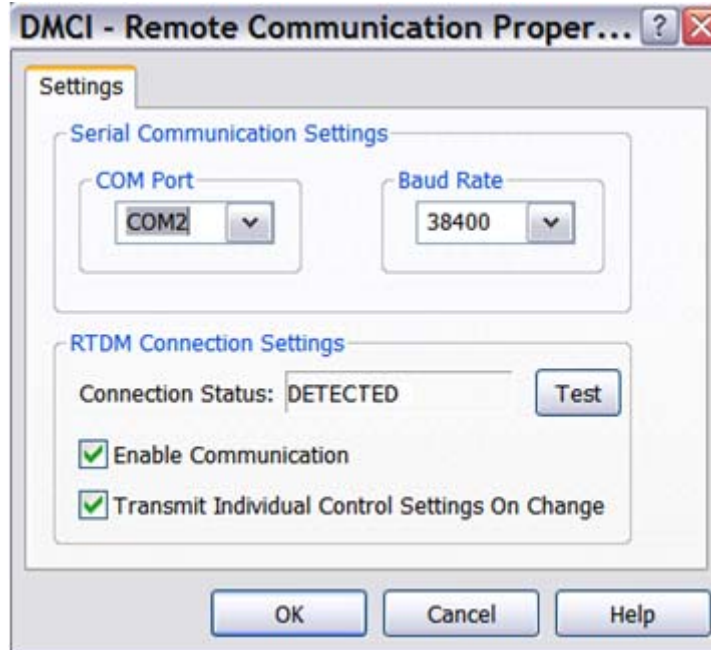 DMCI - Remote Communication Proper... ?
Settings
Serial Communication Settings
COM Port Baud Rate
COM2 38400
RTDM Connection Settings
Connection Status: DETECTED Test
Enable Communication
Transmit Individual Control Settings On Change
OK Cancel Help